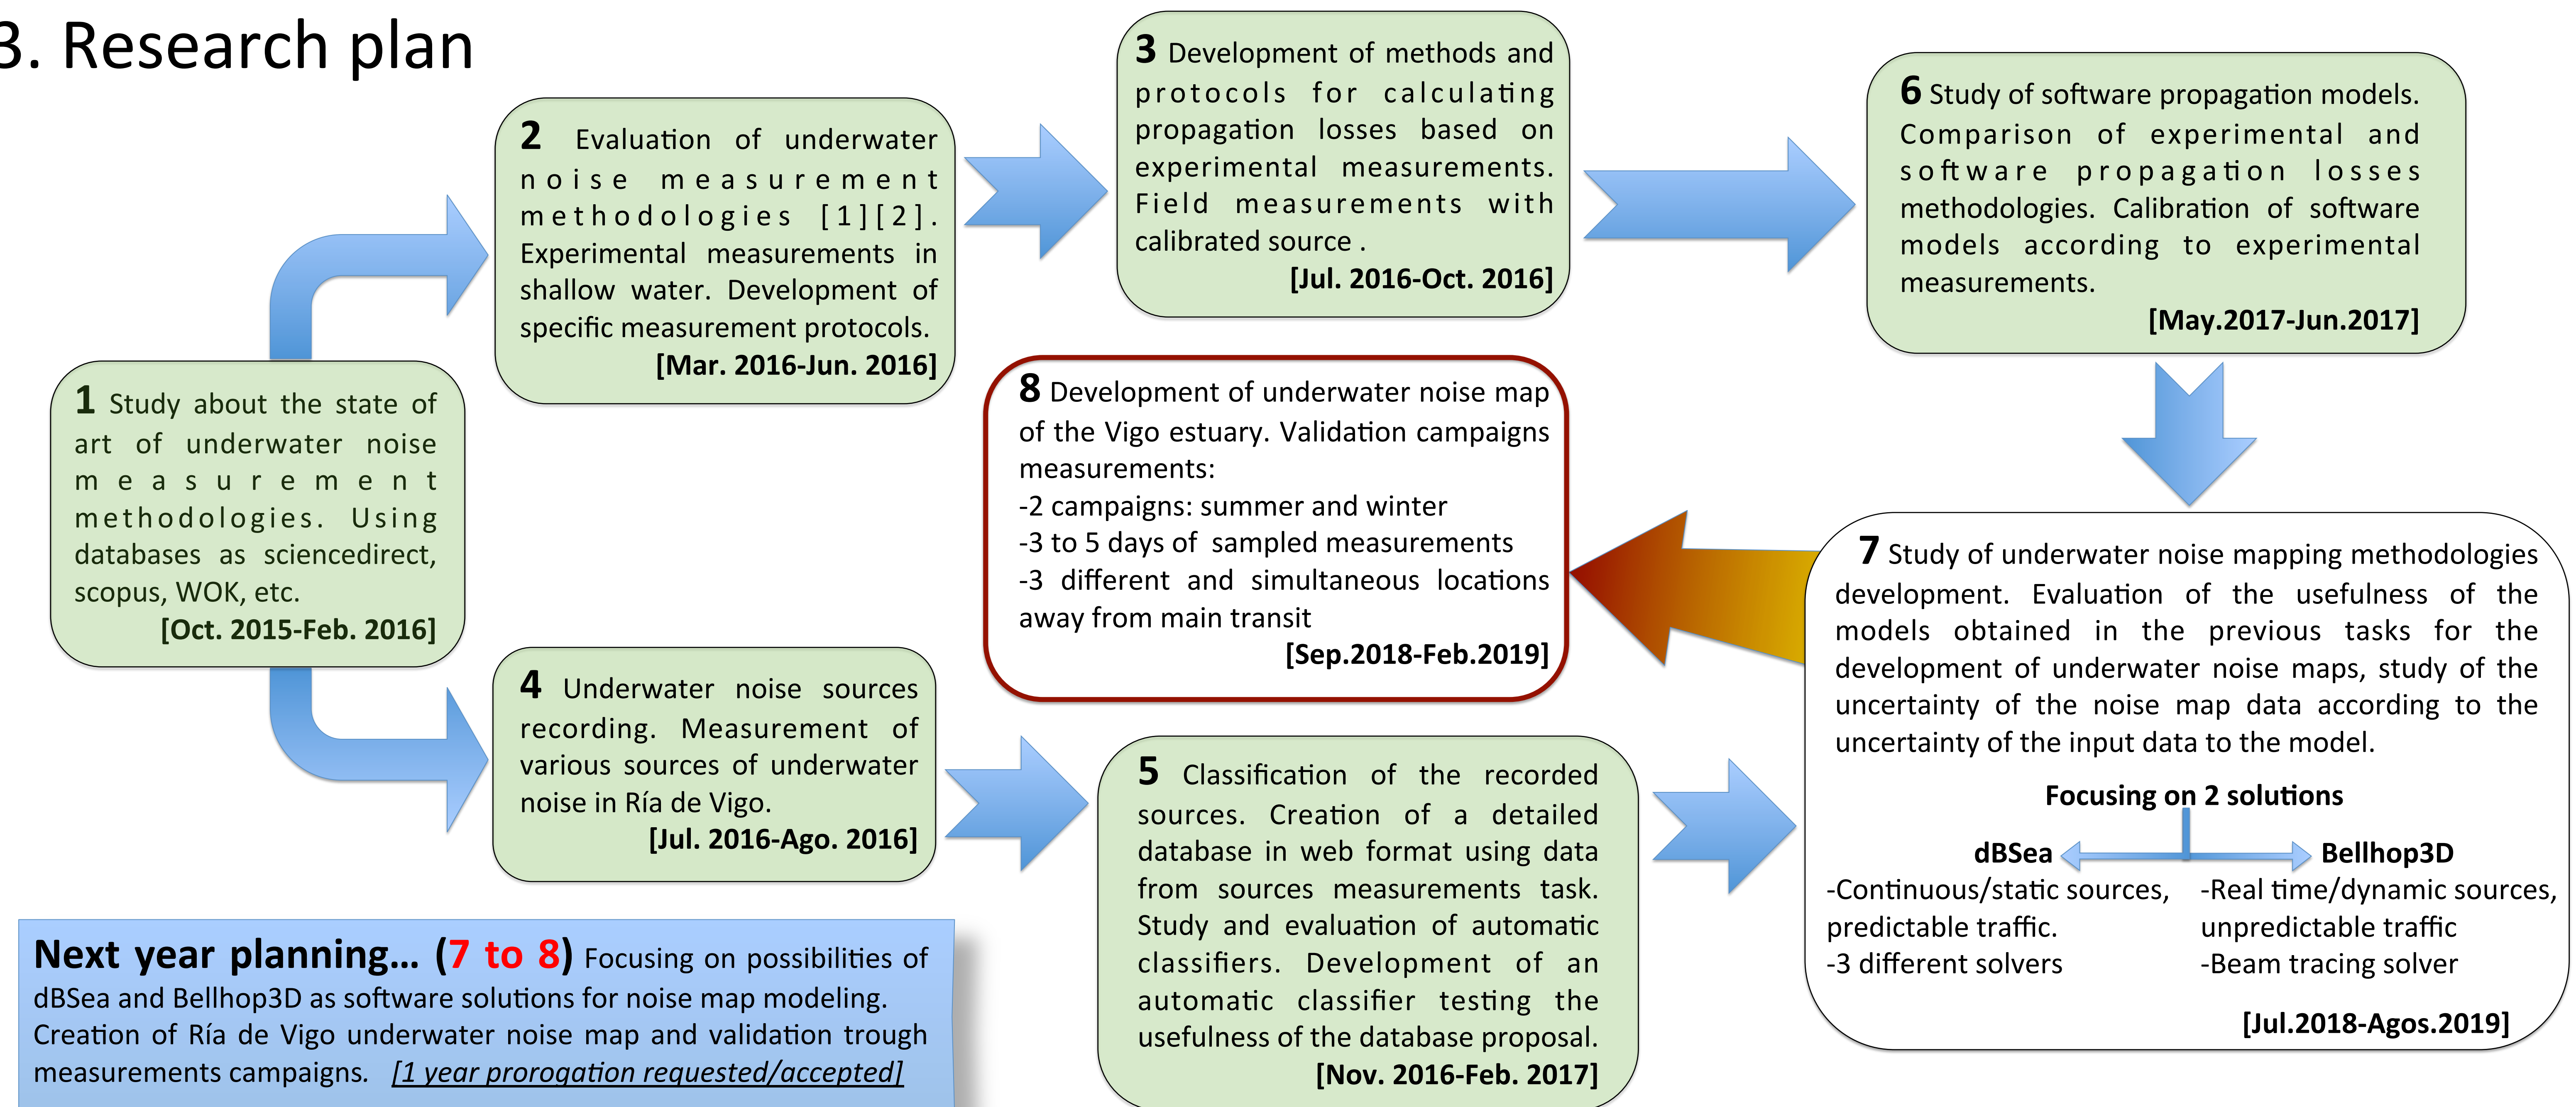 3. Research plan
1 Study about the state of
art of underwater noise
measurement
methodologies. Using
databases as sciencedirect,
scopus, WOK, etc.
[Oct. 2015-Feb. 2016]
2 Evaluation of underwater
noise measurement
methodologies [1][2].
Experimental measurements in
shallow water. Development of
specific measurement protocols.
[Mar. 2016-Jun. 2016]
3 Development of methods and
protocols for calculating
propagation losses based on
experimental measurements.
Field measurements with
calibrated source .
[Jul. 2016-Oct. 2016]
4 Underwater noise sources
recording. Measurement of
various sources of underwater
noise in Ría de Vigo.
[Jul. 2016-Ago. 2016]
5 Classification of the recorded
sources. Creation of a detailed
database in web format using data
from sources measurements task.
Study and evaluation of automatic
classifiers. Development of an
automatic classifier testing the
usefulness of the database proposal.
[Nov. 2016-Feb. 2017]
6 Study of software propagation models.
Comparison of experimental and
software propagation losses
methodologies. Calibration of software
models according to experimental
measurements.
[May.2017-Jun.2017]
7 Study of underwater noise mapping methodologies
development. Evaluation of the usefulness of the
models obtained in the previous tasks for the
development of underwater noise maps, study of the
uncertainty of the noise map data according to the
uncertainty of the input data to the model.
Focusing on 2 solutions
dBSea
-Continuous/static sources,
predictable traffic.
-3 different solvers
Bellhop3D
-Real time/dynamic sources,
unpredictable traffic
-Beam tracing solver
[Jul.2018-Agos.2019]
8 Development of underwater noise map
of the Vigo estuary. Validation campaigns
measurements:
-2 campaigns: summer and winter
-3 to 5 days of sampled measurements
-3 different and simultaneous locations
away from main transit
[Sep.2018-Feb.2019]
Next year planning... (7 to 8) Focusing on possibilities of
dBSea and Bellhop3D as software solutions for noise map modeling.
Creation of Ría de Vigo underwater noise map and validation trough
measurements campaigns. [1 year prorogation requested/accepted]